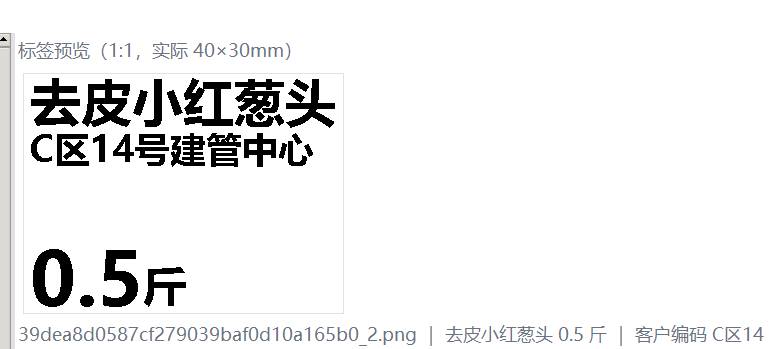 标签预览（1:1，实际 40×30mm）
去皮小红葱头
C区14号建管中心
0.5斤
39dea8d0587cf279039baf0d10a165b0_2.png ｜ 去皮小红葱头 0.5 斤 ｜ 客户编码 C区14